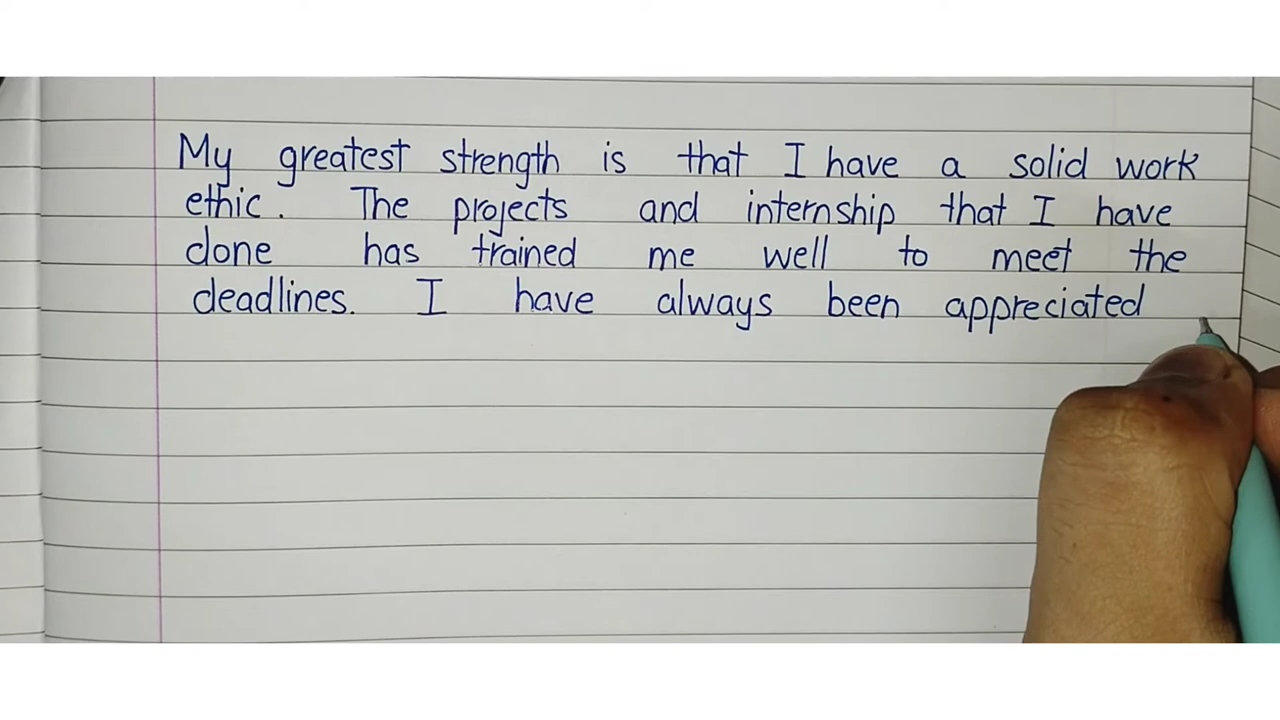 My greatest strength is that I have a solid work
ethic. The projects and internship that I have
done has trained me well to meet the
deadlines. I have always been appreciated